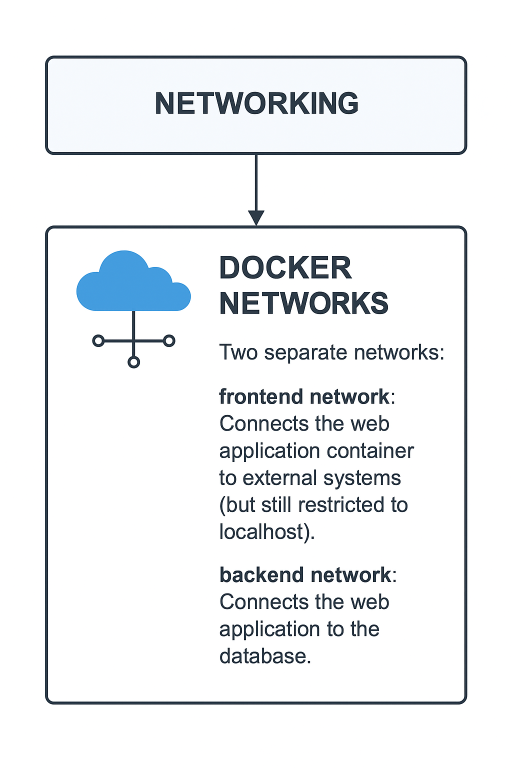 NETWORKING
DOCKER
NETWORKS
Two separate networks:
frontend network:
Connects the web
application container
to external systems
(but still restricted to
localhost).
backend network:
Connects the web
application to the
database.